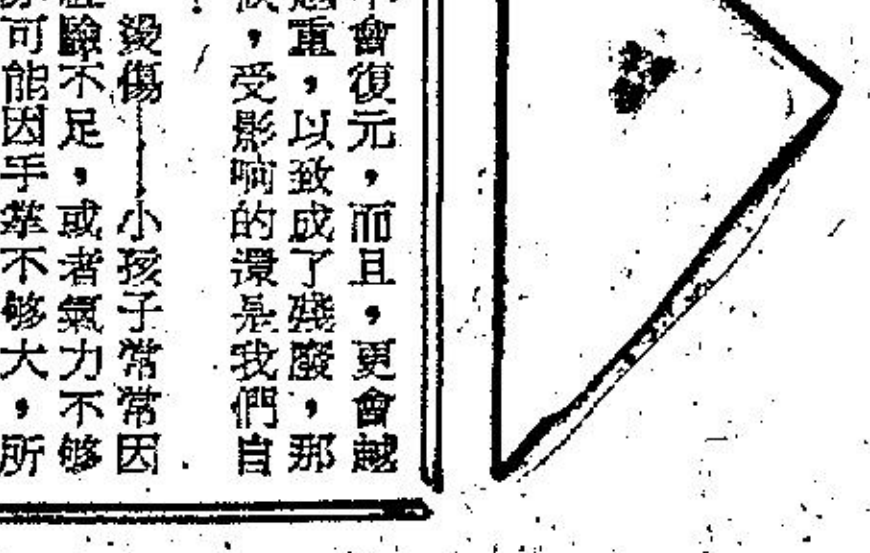 會復元，而且，更會越
重，以致成了殘廢，那
，受影响的還是我們自
！
燙傷——小孩子常常因
驗不足，或者氣力不够
可能因手掌不够大，所